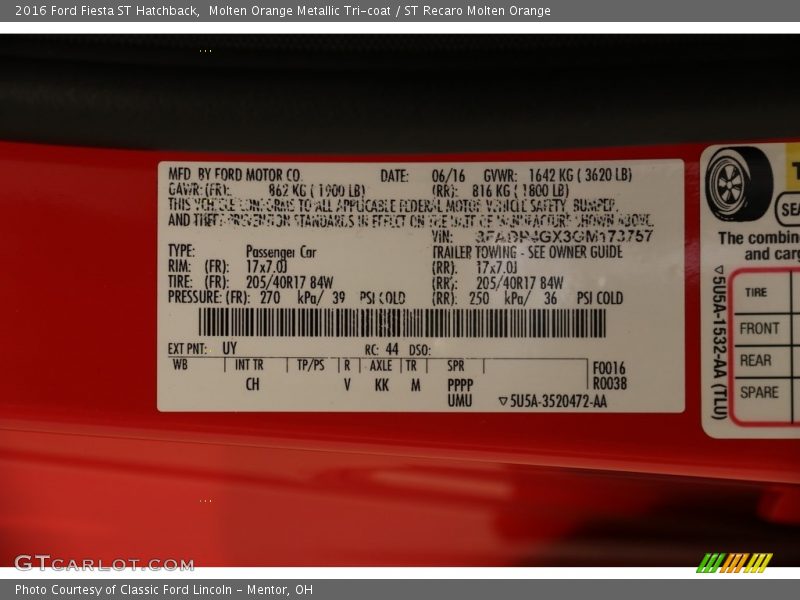 2016 Ford Fiesta ST Hatchback,  Molten Orange Metallic Tri-coat / ST Recaro Molten Orange
MFD. BY FORD MOTOR CO. DATE: 06/16 GVWR: 1642 KG ( 3620 LB)
GAWR: (FR): 862 KG ( 1900 LB) (RR): 816 KG ( 1800 LB)
THIS VEHICLE CONFORMS TO ALL APPLICABLE FEDERAL MOTOR VEHICLE SAFETY, BUMPER,
AND THEFT PREVENTION STANDARDS IN EFFECT ON THE DATE OF MANUFACTURE SHOWN ABOVE.
VIN: 3FADP4GX3GM173757
TYPE: Passenger Car TRAILER TOWING - SEE OWNER GUIDE
RIM: (FR): 17x7.0J (RR): 17x7.0J
TIRE: (FR): 205/40R17 84W (RR): 205/40R17 84W
PRESSURE: (FR): 270 kPa/ 39 PSI COLD (RR): 250 kPa/ 36 PSI COLD
EXT PNT: UY RC: 44 DSO:
WB INT TR TP/PS R AXLE TR SPR F0016
CH V KK M PPPP R0038
UMU ▽5U5A-3520472-AA
The combin
and carg
▽5U5A-1532-AA (TLU)
TIRE
FRONT
REAR
SPARE
GTCARLOT.COM
Photo Courtesy of Classic Ford Lincoln - Mentor, OH